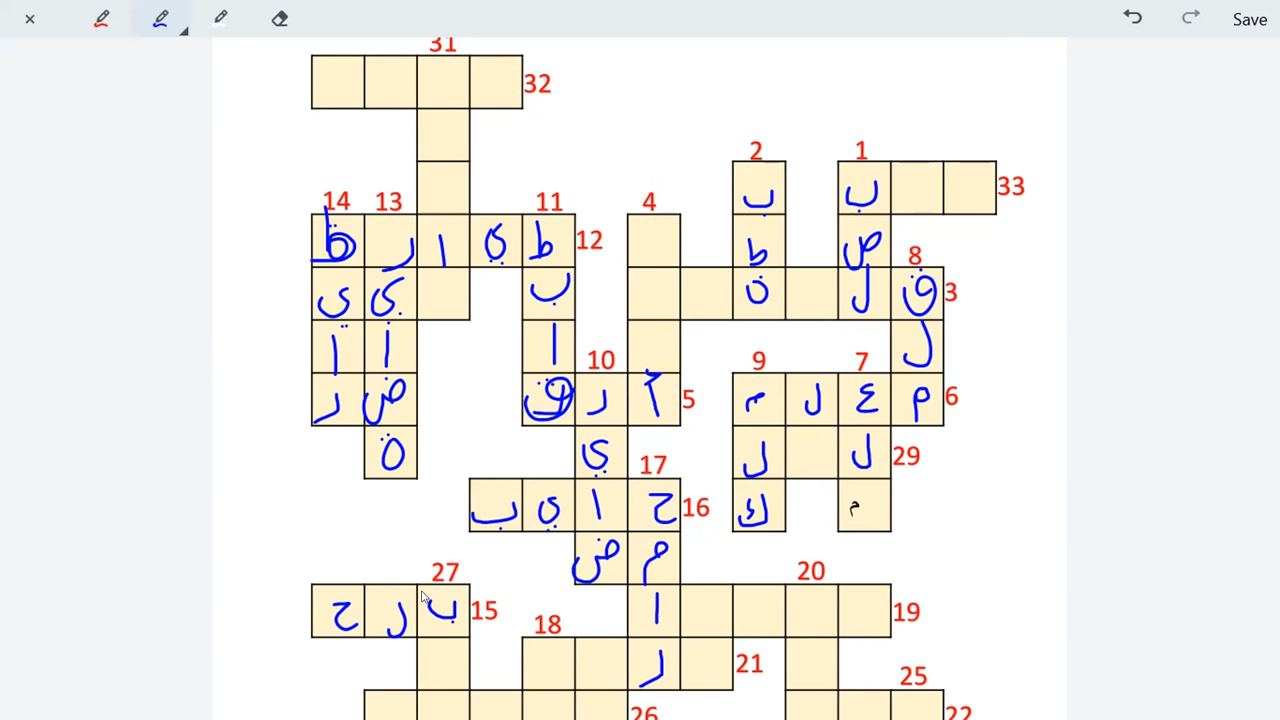 Save
31
32
2 1
33 ب ب
14 13 11 4
ص ط 12 ط ي ا ر ط
8
3 ق ل ن ب ي ي
ل ا ا ا
10 9 7
6 م ع ل م 5 آ ر ق ض ر
29 ل ل ي ة
17
م ك 16 ح ا ي ب
م ض
27 20
19 ا 15 ب ر ح
18
21 ر
25
26 22